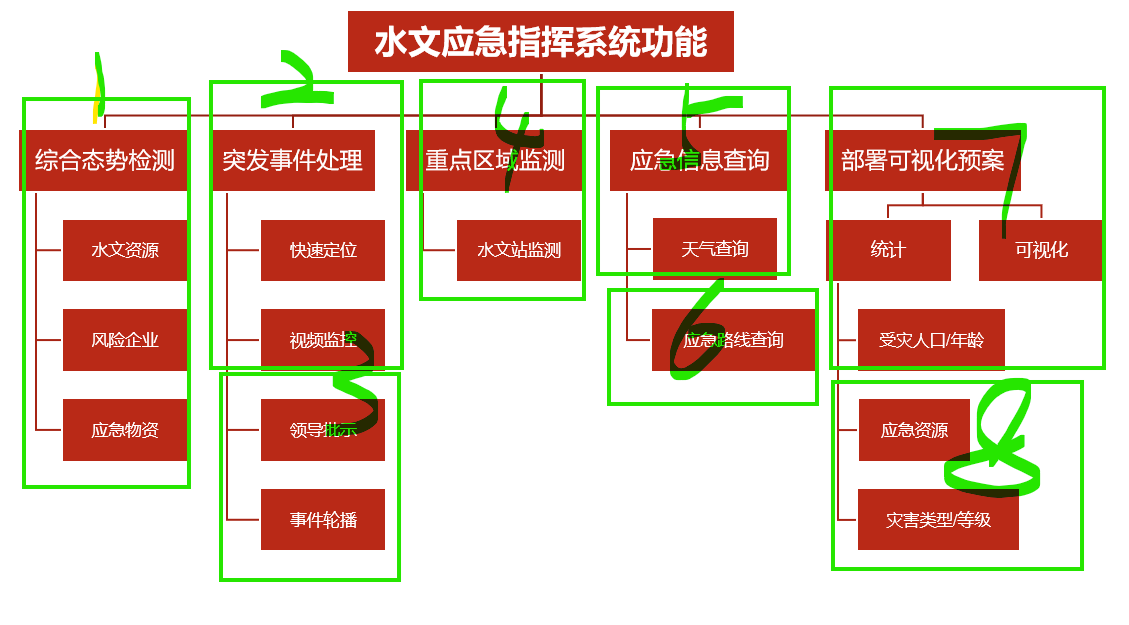 水文应急指挥系统功能
1
2
4
5
7
综合态势检测
突发事件处理
重点区域监测
应急信息查询
部署可视化预案
水文资源
快速定位
水文站监测
天气查询
统计
可视化
风险企业
视频监控
应急路线查询
受灾人口/年龄
3
6
8
应急物资
领导批示
应急资源
事件轮播
灾害类型/等级